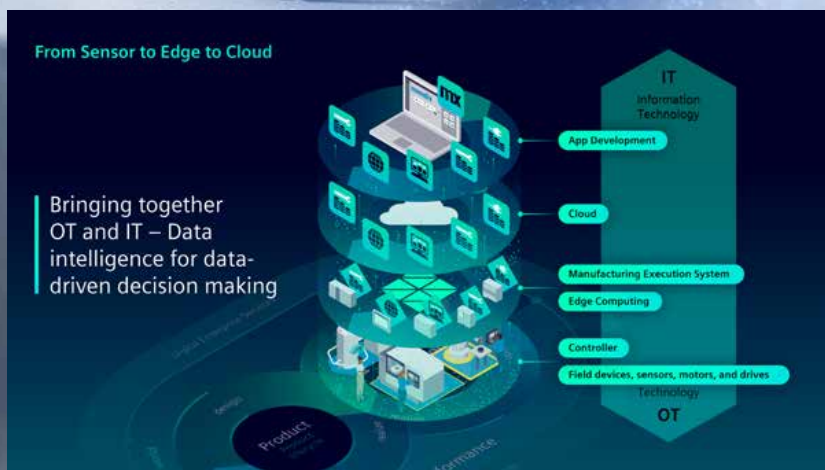 From Sensor to Edge to Cloud
IT
Information
Technology
mx
App Development
Bringing together
OT and IT – Data
intelligence for data-
driven decision making
Cloud
Manufacturing Execution System
Edge Computing
Controller
Field devices, sensors, motors, and drives
Technology
OT
Product